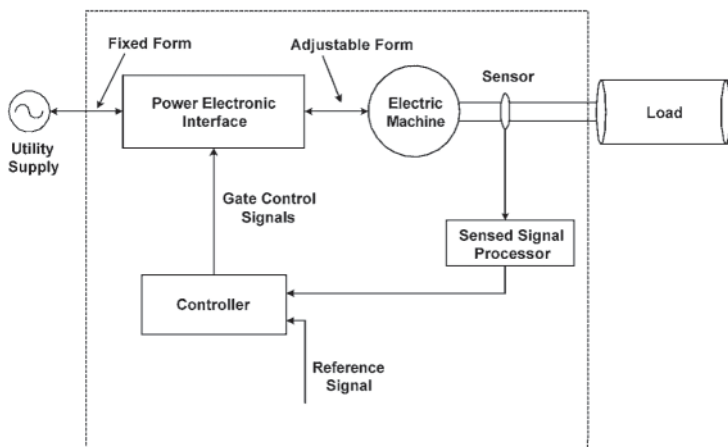 Fixed Form
Adjustable Form
Sensor
Utility
Supply
Power Electronic
Interface
Electric
Machine
Load
Gate Control
Signals
Sensed Signal
Processor
Controller
Reference
Signal